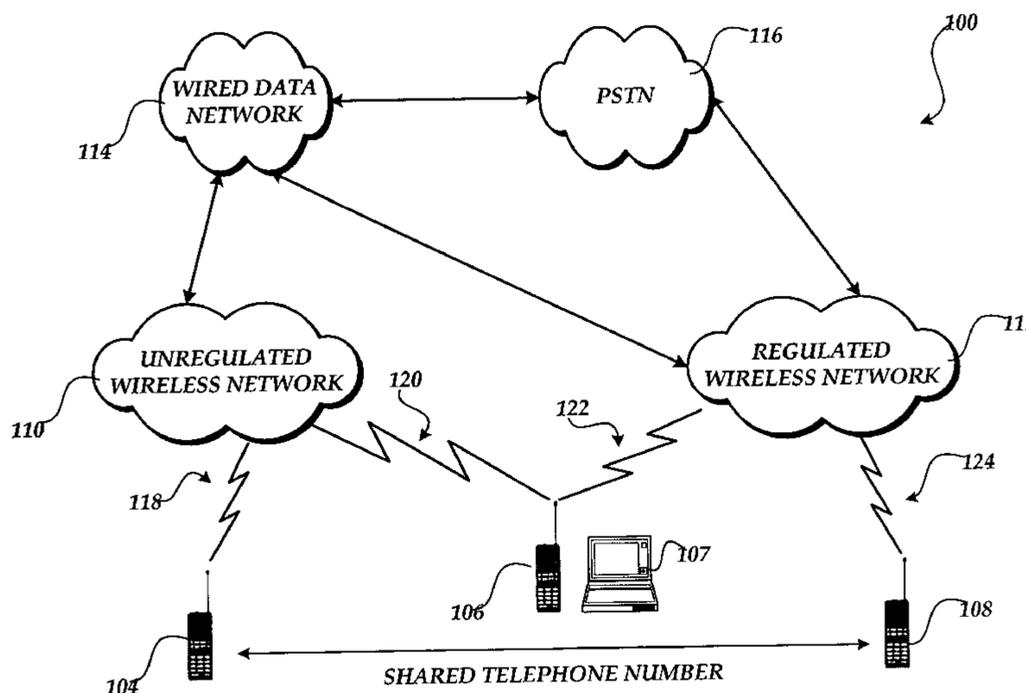 100
116
WIRED DATA
NETWORK
PSTN
114
UNREGULATED
WIRELESS NETWORK
REGULATED
WIRELESS NETWORK
11
120
122
110
118
124
107
106
108
104
SHARED TELEPHONE NUMBER